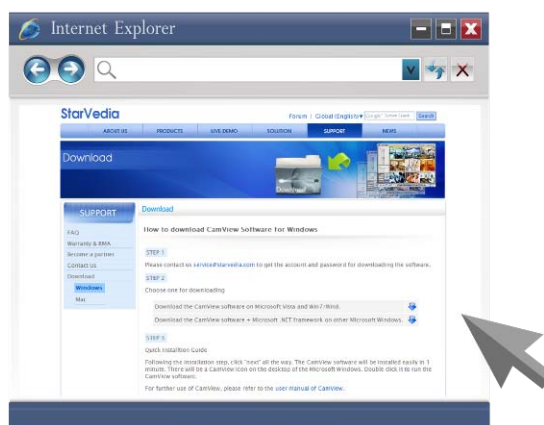 Internet Explorer
StarVedia
Forum | Global (English)▾ Search
ABOUT US PRODUCTS LIVE DEMO SOLUTION SUPPORT NEWS
Download
Download
SUPPORT
Download
FAQ
Warranty & RMA
Become a partner
Contact Us
Download
Windows
Mac
How to download CamView Software for Windows
STEP 1
Please contact us service@starvedia.com to get the account and password for downloading the software.
STEP 2
Choose one for downloading
Download the CamView software on Microsoft Vista and Win7/Win8.
Download the CamView software + Microsoft .NET framework on other Microsoft Windows.
STEP 3
Quick Installtion Guide
Following the installation step, click "next" all the way. The CamView software will be installed easily in 1
minute. There will be a CamView icon on the desktop of the Microsoft Windows. Double click it to run the
CamView software.
For further use of CamView, please refer to the user manual of CamView.